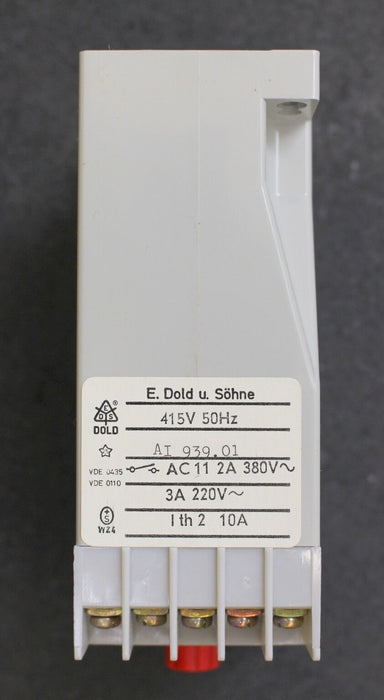 E. Dold u. Söhne
E
D S ®
DOLD
415V 50Hz
AI 939.01
VDE 0435
VDE 0110
AC 11 2A 380V~
3A 220V~
I th 2 10A
S
WZ4